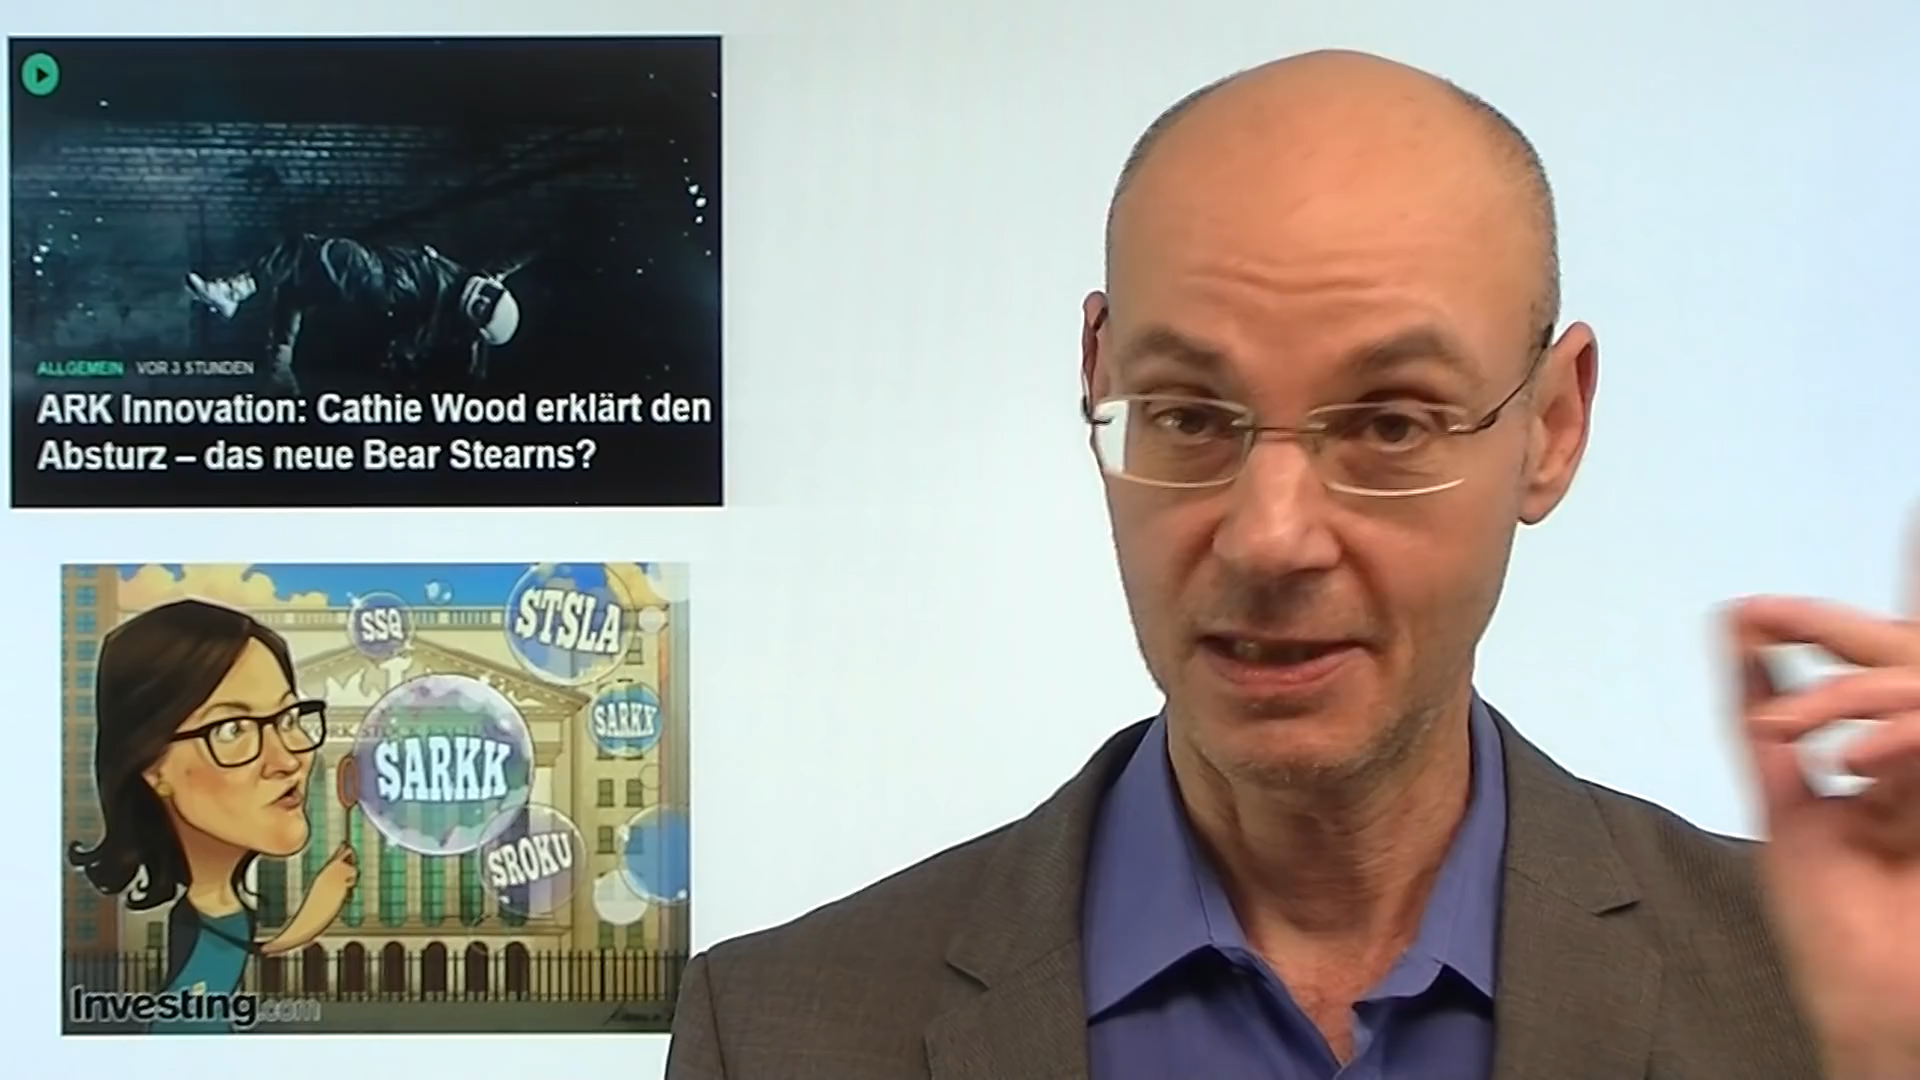 ALLGEMEIN VOR 3 STUNDEN
ARK Innovation: Cathie Wood erklärt den
Absturz – das neue Bear Stearns?
$SQ
$TSLA
$ARKX
$ARKK
$ROKU
Investing.com